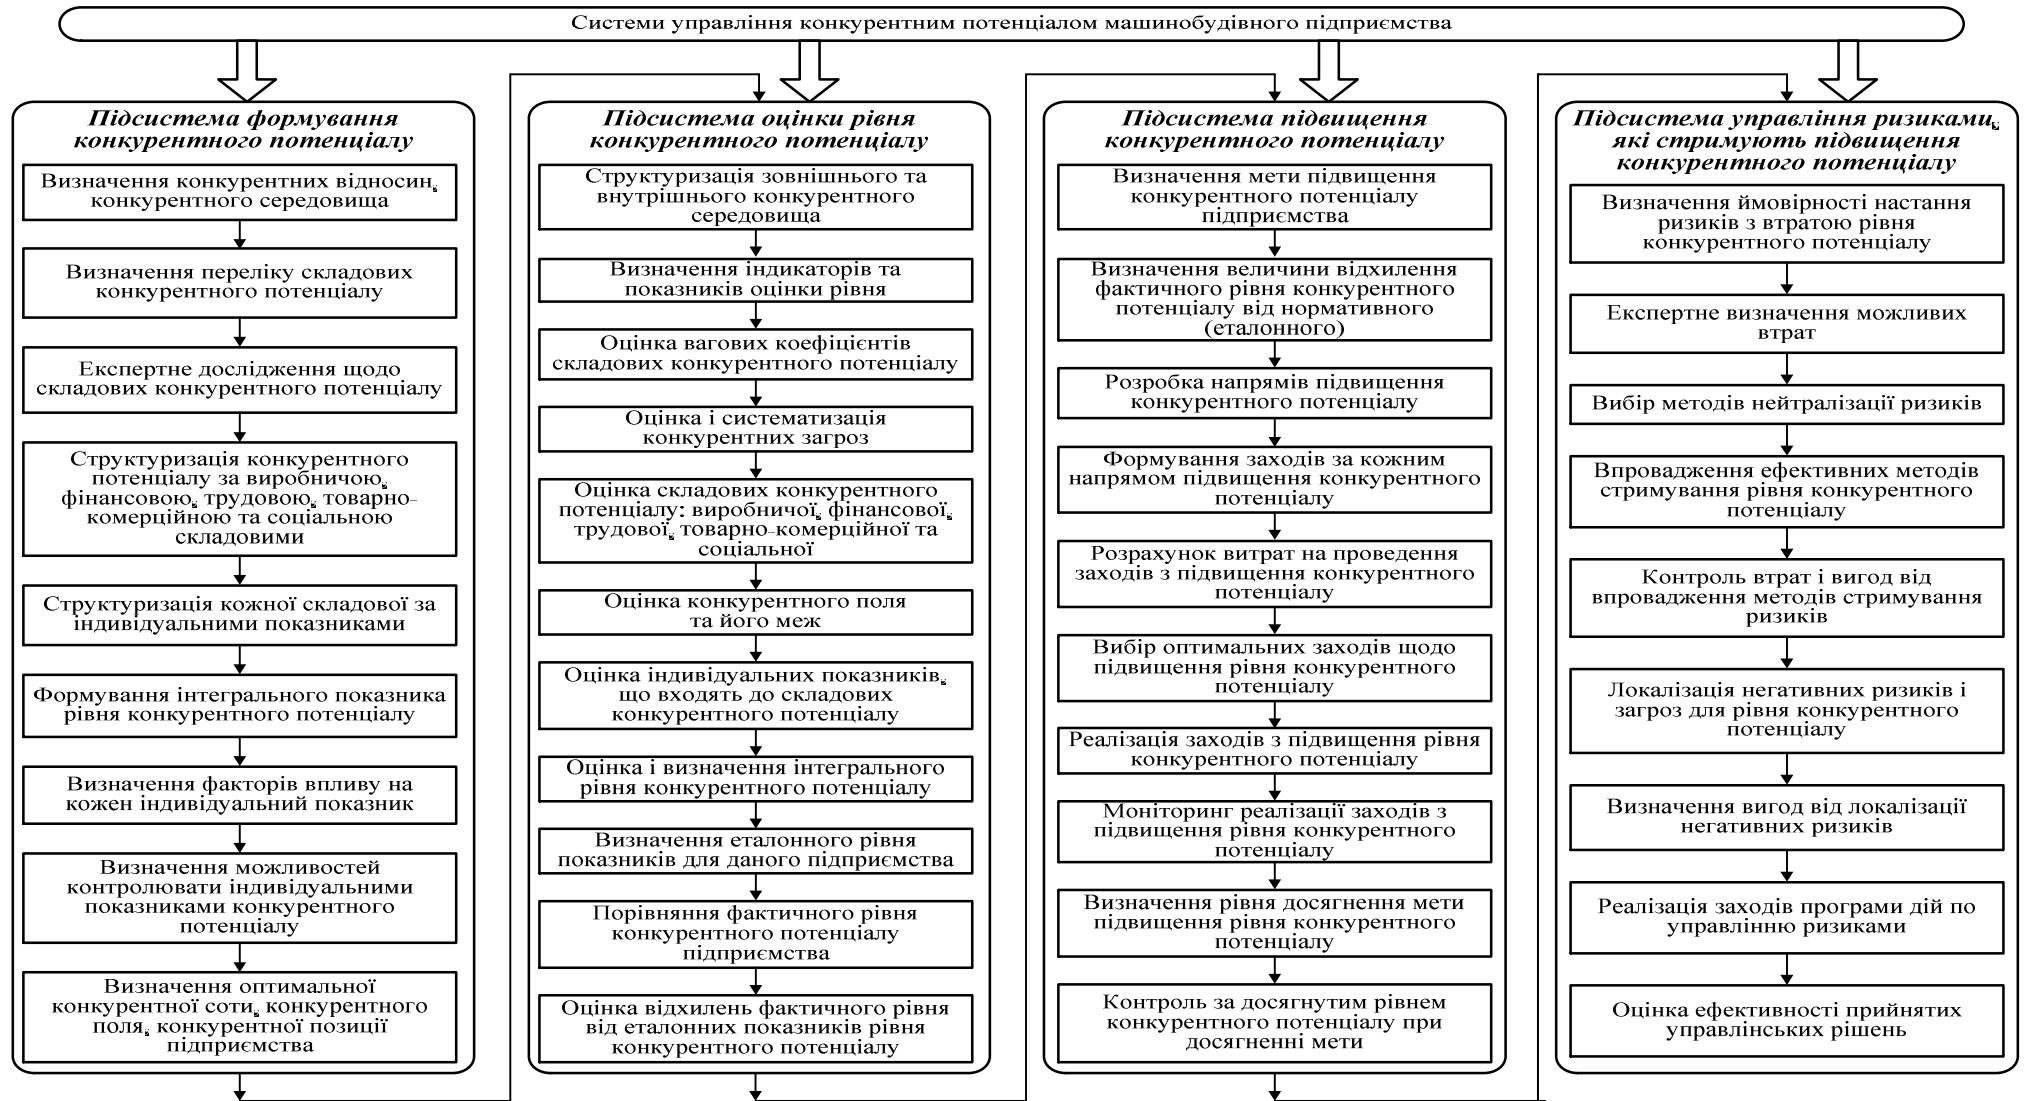 Системи управління конкурентним потенціалом машинобудівного підприємства
Підсистема формування
конкурентного потенціалу
Визначення конкурентних відносин,
конкурентного середовища
Визначення переліку складових
конкурентного потенціалу
Експертне дослідження щодо
складових конкурентного потенціалу
Структуризація конкурентного
потенціалу за виробничою,
фінансовою, трудовою, товарно-
комерційною та соціальною
складовими
Структуризація кожної складової за
індивідуальними показниками
Формування інтегрального показника
рівня конкурентного потенціалу
Визначення факторів впливу на
кожен індивідуальний показник
Визначення можливостей
контролювати індивідуальними
показниками конкурентного
потенціалу
Визначення оптимальної
конкурентної соти, конкурентного
поля, конкурентної позиції
підприємства
Підсистема оцінки рівня
конкурентного потенціалу
Структуризація зовнішнього та
внутрішнього конкурентного
середовища
Визначення індикаторів та
показників оцінки рівня
Оцінка вагових коефіцієнтів
складових конкурентного потенціалу
Оцінка і систематизація
конкурентних загроз
Оцінка складових конкурентного
потенціалу: виробничої, фінансової,
трудової, товарно-комерційної та
соціальної
Оцінка конкурентного поля
та його меж
Оцінка індивідуальних показників,
що входять до складових
конкурентного потенціалу
Оцінка і визначення інтегрального
рівня конкурентного потенціалу
Визначення еталонного рівня
показників для даного підприємства
Порівняння фактичного рівня
конкурентного потенціалу
підприємства
Оцінка відхилень фактичного рівня
від еталонних показників рівня
конкурентного потенціалу
Підсистема підвищення
конкурентного потенціалу
Визначення мети підвищення
конкурентного потенціалу
підприємства
Визначення величини відхилення
фактичного рівня конкурентного
потенціалу від нормативного
(еталонного)
Розробка напрямів підвищення
конкурентного потенціалу
Формування заходів за кожним
напрямом підвищення конкурентного
потенціалу
Розрахунок витрат на проведення
заходів з підвищення конкурентного
потенціалу
Вибір оптимальних заходів щодо
підвищення рівня конкурентного
потенціалу
Реалізація заходів з підвищення рівня
конкурентного потенціалу
Моніторинг реалізації заходів з
підвищення рівня конкурентного
потенціалу
Визначення рівня досягнення мети
підвищення рівня конкурентного
потенціалу
Контроль за досягнутим рівнем
конкурентного потенціалу при
досягненні мети
Підсистема управління ризиками,
які стримують підвищення
конкурентного потенціалу
Визначення ймовірності настання
ризиків з втратою рівня
конкурентного потенціалу
Експертне визначення можливих
втрат
Вибір методів нейтралізації ризиків
Впровадження ефективних методів
стримування рівня конкурентного
потенціалу
Контроль втрат і вигод від
впровадження методів стримування
ризиків
Локалізація негативних ризиків і
загроз для рівня конкурентного
потенціалу
Визначення вигод від локалізації
негативних ризиків
Реалізація заходів програми дій по
управлінню ризиками
Оцінка ефективності прийнятих
управлінських рішень